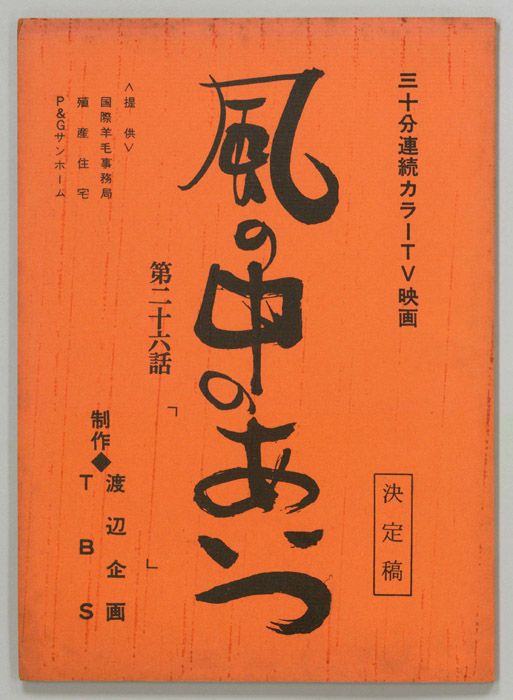 三十分連続カラーTV映画
決定稿
風の中のあいつ
第二十六話「 」
<提供>
国際羊毛事務局
殖産住宅
P&Gサンホーム
制作◆渡辺企画
TBS